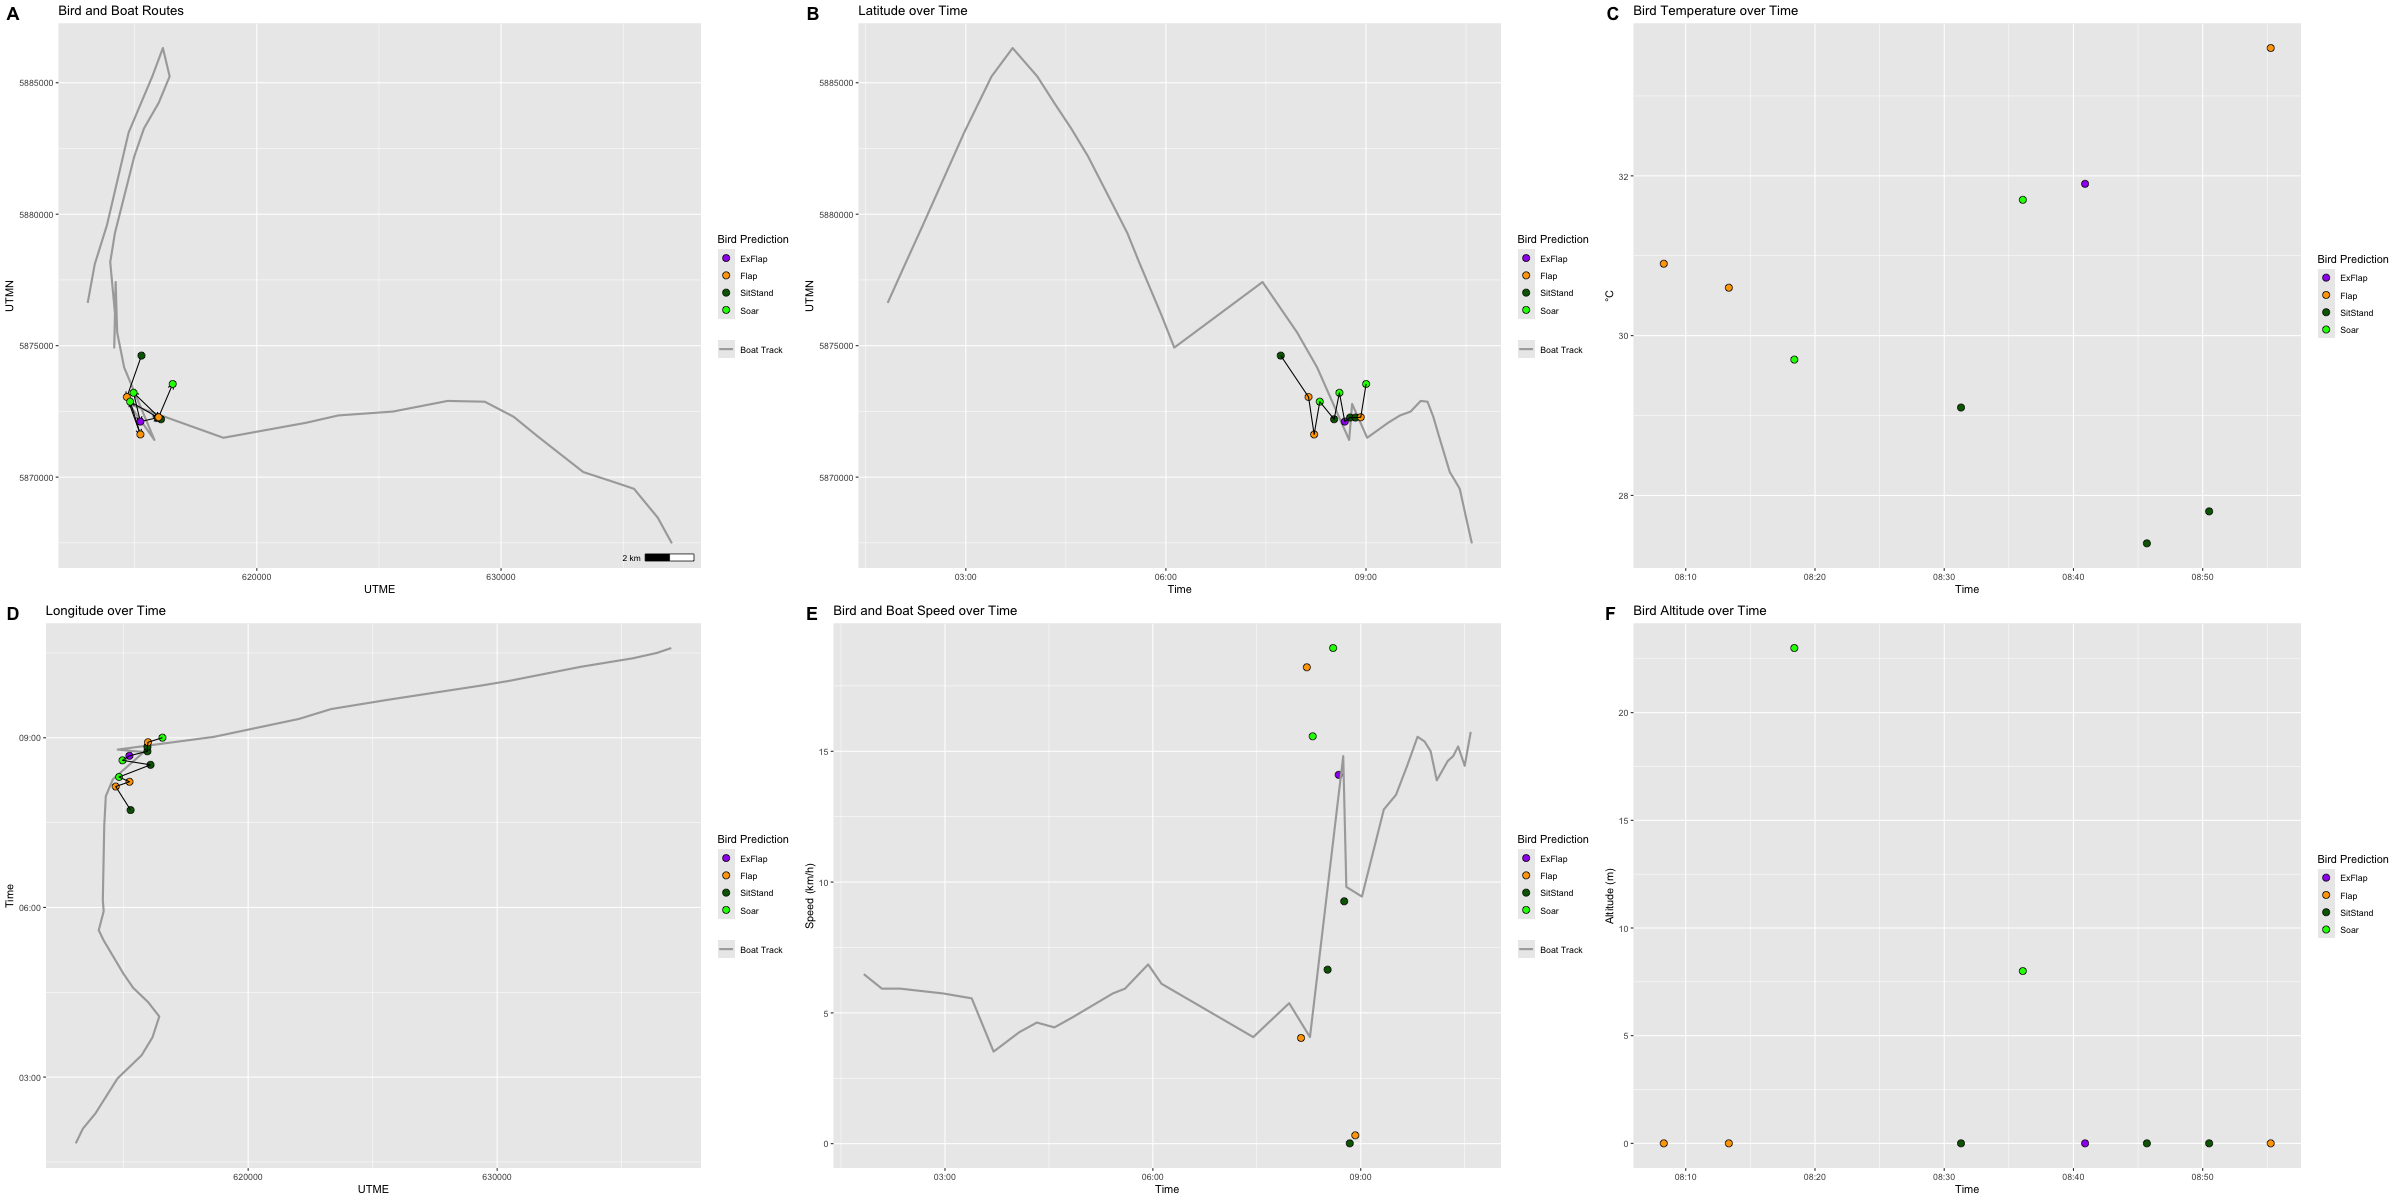 A Bird and Boat Routes
5885000
5880000
5875000
5870000
UTMN
620000
630000
UTME
2 km
Bird Prediction
ExFlap
Flap
SitStand
Soar
Boat Track
B Latitude over Time
5885000
5880000
5875000
5870000
UTMN
03:00
06:00
09:00
Time
Bird Prediction
ExFlap
Flap
SitStand
Soar
Boat Track
C Bird Temperature over Time
32
30
28
°C
08:10
08:20
08:30
08:40
08:50
Time
Bird Prediction
ExFlap
Flap
SitStand
Soar
D Longitude over Time
09:00
06:00
03:00
Time
620000
630000
UTME
Bird Prediction
ExFlap
Flap
SitStand
Soar
Boat Track
E Bird and Boat Speed over Time
15
10
5
0
Speed (km/h)
03:00
06:00
09:00
Time
Bird Prediction
ExFlap
Flap
SitStand
Soar
Boat Track
F Bird Altitude over Time
20
15
10
5
0
Altitude (m)
08:10
08:20
08:30
08:40
08:50
Time
Bird Prediction
ExFlap
Flap
SitStand
Soar